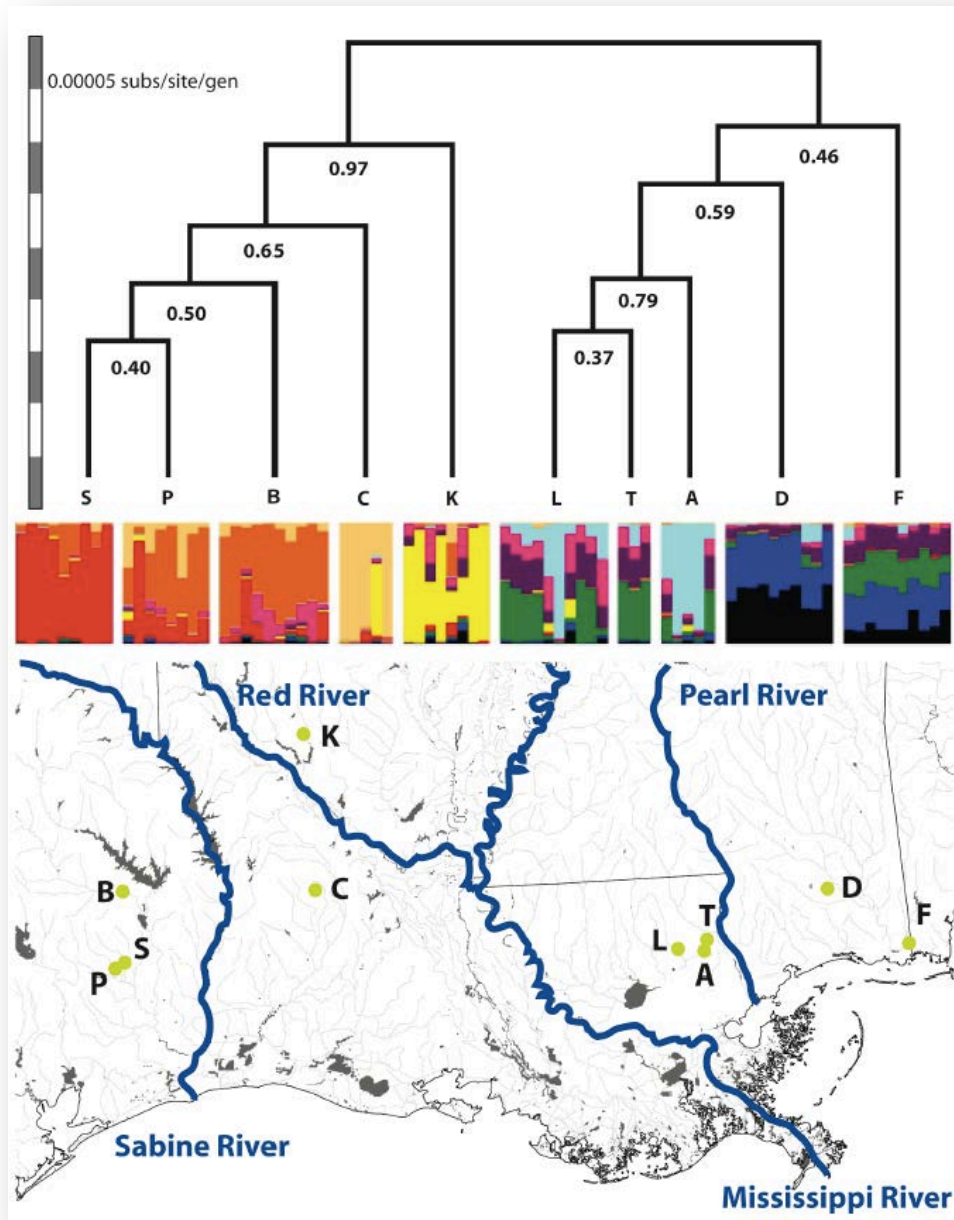 0.00005 subs/site/gen
0.46
0.97
0.59
0.65
0.79
0.50
0.37
0.40
S P B C K L T A D F
Red River
Pearl River
K
B
C
D
T
F
L
S
A
P
Sabine River
Mississippi River